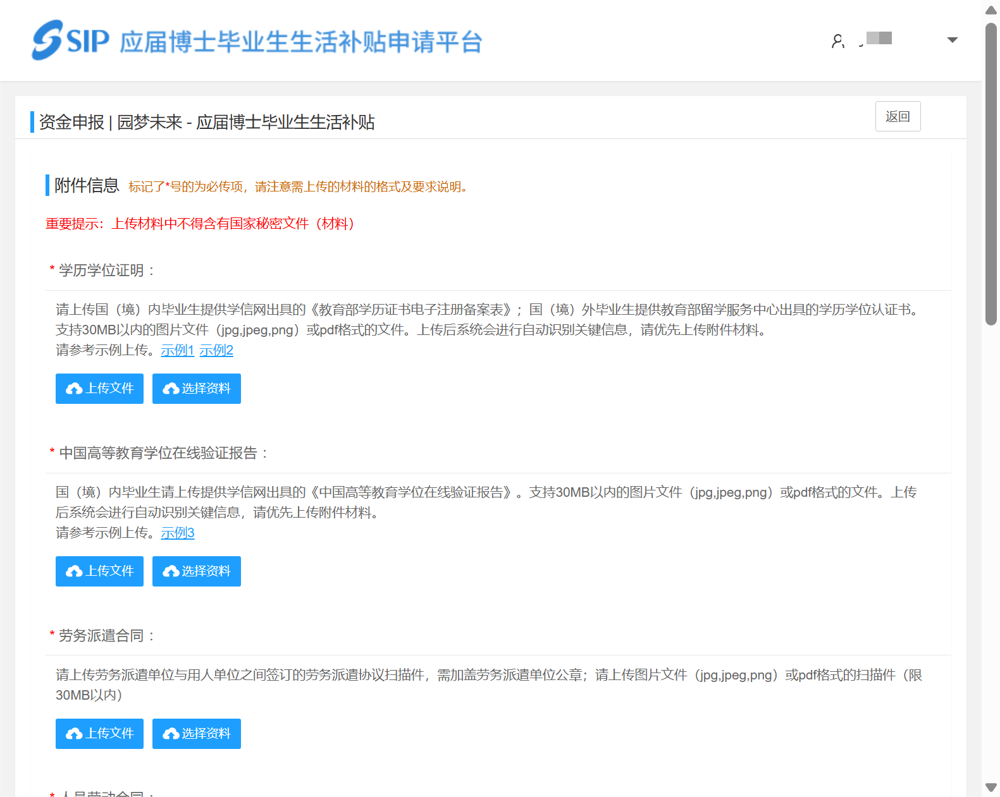 SIP 应届博士毕业生生活补贴申请平台
资金申报 | 园梦未来 - 应届博士毕业生生活补贴
返回
附件信息 标记了*号的为必传项，请注意需上传的材料的格式及要求说明。
重要提示：上传材料中不得含有国家秘密文件（材料）
* 学历学位证明：
请上传国（境）内毕业生提供学信网出具的《教育部学历证书电子注册备案表》；国（境）外毕业生提供教育部留学服务中心出具的学历学位认证书。
支持30MB以内的图片文件（jpg,jpeg,png）或pdf格式的文件。上传后系统会进行自动识别关键信息，请优先上传附件材料。
请参考示例上传。示例1 示例2
上传文件 选择资料
* 中国高等教育学位在线验证报告：
国（境）内毕业生请上传提供学信网出具的《中国高等教育学位在线验证报告》。支持30MB以内的图片文件（jpg,jpeg,png）或pdf格式的文件。上传
后系统会进行自动识别关键信息，请优先上传附件材料。
请参考示例上传。示例3
上传文件 选择资料
* 劳务派遣合同：
请上传劳务派遣单位与用人单位之间签订的劳务派遣协议扫描件，需加盖劳务派遣单位公章；请上传图片文件（jpg,jpeg,png）或pdf格式的扫描件（限
30MB以内）
上传文件 选择资料
* 人员劳动合同：